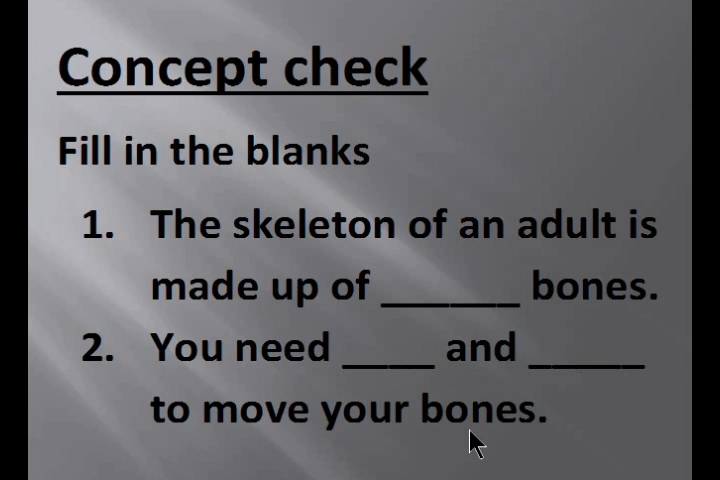 Concept check
Fill in the blanks
1. The skeleton of an adult is
made up of ______ bones.
2. You need ____ and _____
to move your bones.